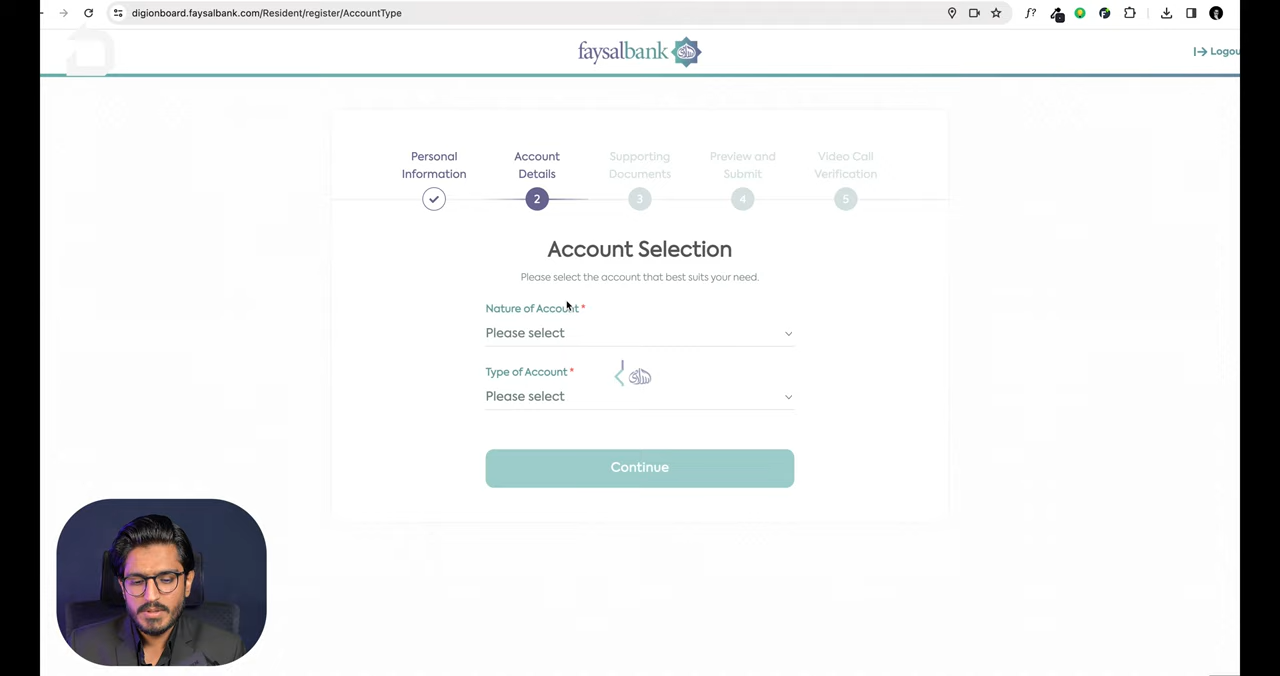 digionboard.faysalbank.com/Resident/register/AccountType
f?
faysalbank
Logou
Personal Information
Account Details
Supporting Documents
Preview and Submit
Video Call Verification
2
3
4
5
Account Selection
Please select the account that best suits your need.
Nature of Account *
Please select
Type of Account *
Please select
Continue